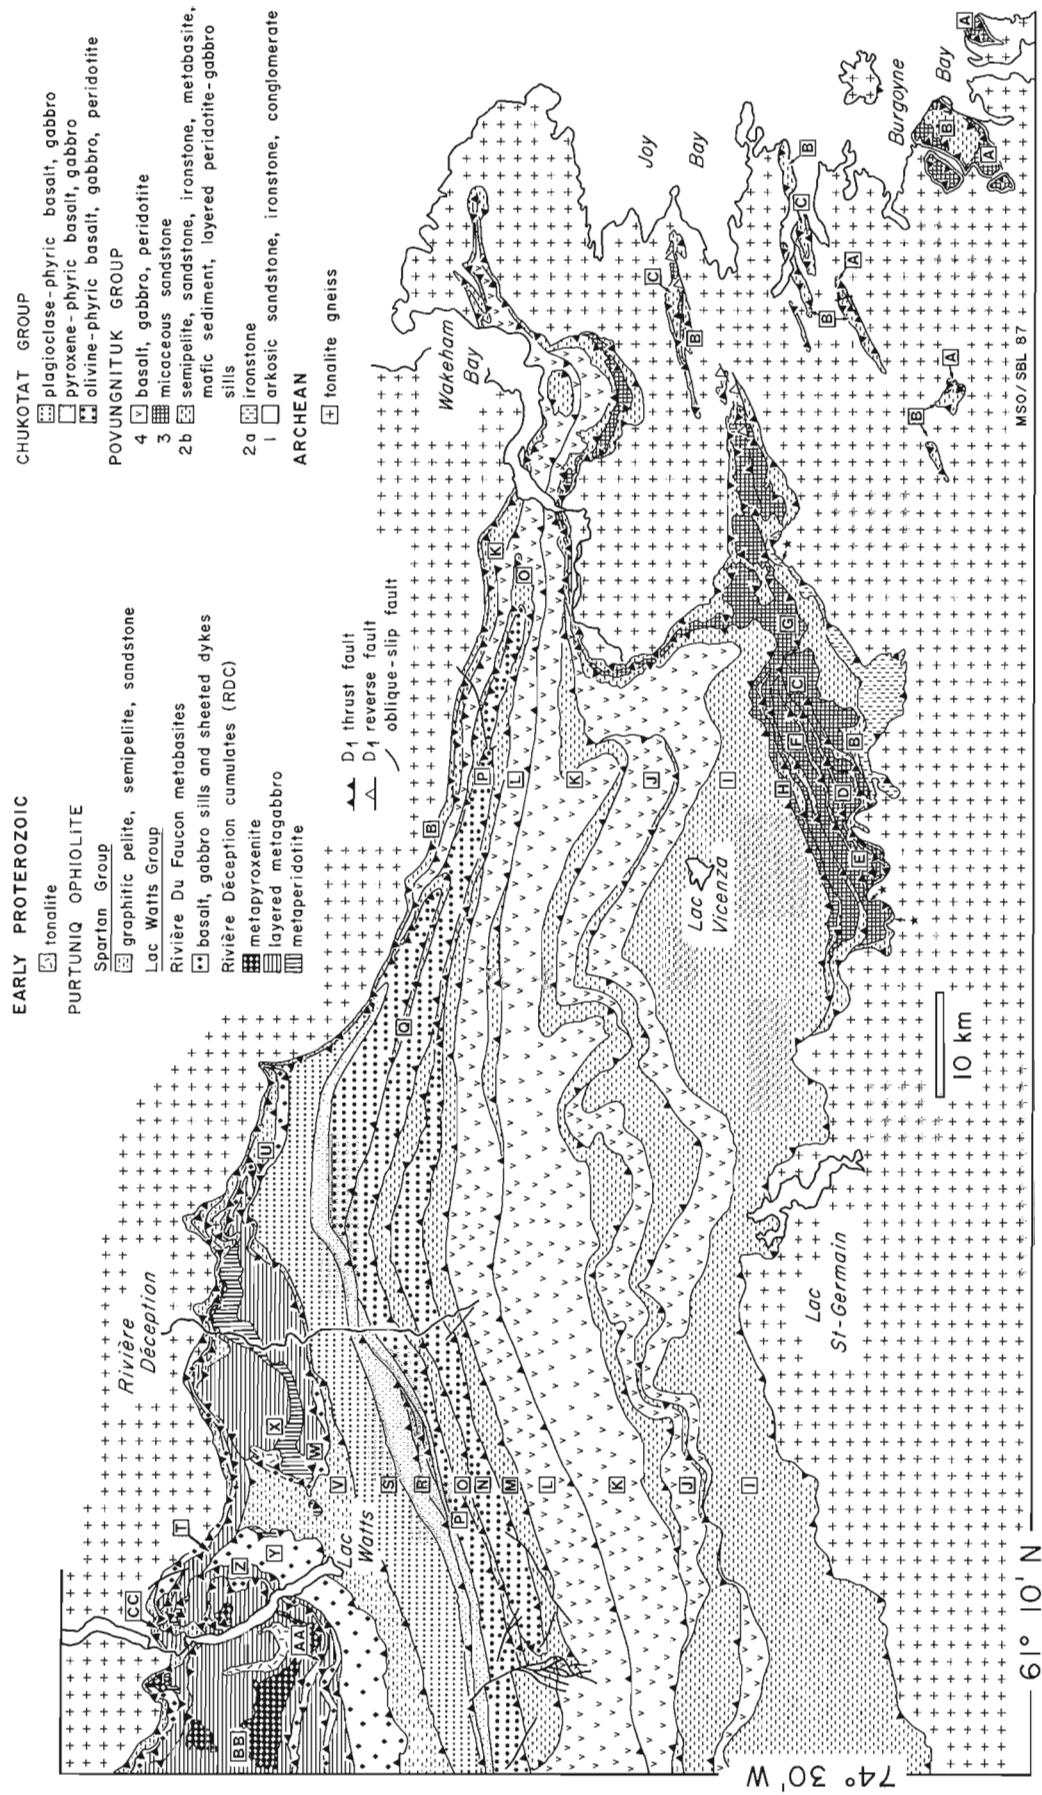 EARLY PROTEROZOIC
tonalite
PURTUNIQ OPHIOLITE
Spartan Group
graphitic pelite, semipelite, sandstone
Lac Watts Group
Rivière Du Faucon metabasites
basalt, gabbro sills and sheeted dykes
Rivière Déception cumulates (RDC)
metapyroxenite
layered metagabbro
metaperidotite
CHUKOTAT GROUP
plagioclase-phyric basalt, gabbro
pyroxene-phyric basalt, gabbro
olivine-phyric basalt, gabbro, peridotite
POVUNGNITUK GROUP
4 basalt, gabbro, peridotite
3 micaceous sandstone
2b semipelite, sandstone, ironstone, metabasite,
mafic sediment, layered peridotite-gabbro
sills
2a ironstone
1 arkosic sandstone, ironstone, conglomerate
ARCHEAN
tonalite gneiss
D1 thrust fault
D1 reverse fault
oblique-slip fault
Rivière
Déception
Wakeham
Bay
Joy
Bay
Burgoyne
Bay
Lac
Watts
Lac
Vicenza
Lac
St-Germain
CC
T
Z
Y
AA
BB
X
W
U
V
S
R
O
P
N
M
L
K
J
I
Q
B
P
L
K
J
I
K
O
H
F
C
G
D
B
E
C
B
B
C
B
A
B
A
A
B
A
10 km
61° 10' N
74° 30' W
MSO/SBL 87